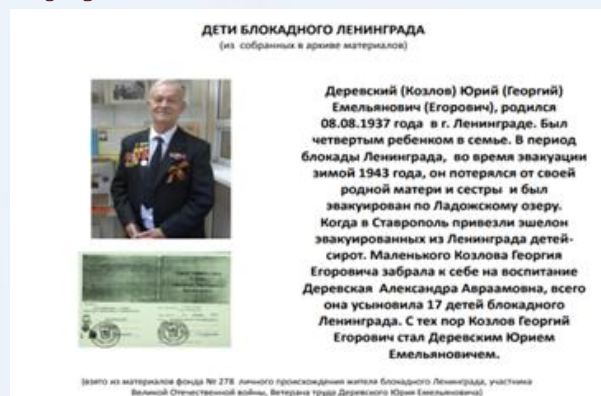 ДЕТИ БЛОКАДНОГО ЛЕНИНГРАДА
(из собранных в архиве материалов)
Деревский (Козлов) Юрий (Георгий)
Емельянович (Егорович), родился
08.08.1937 года в г. Ленинграде. Был
четвертым ребенком в семье. В период
блокады Ленинграда, во время эвакуации
зимой 1943 года, он потерялся от своей
родной матери и сестры и был
эвакуирован по Ладожскому озеру.
Когда в Ставрополь привезли эшелон
эвакуированных из Ленинграда детей-
сирот. Маленького Козлова Георгия
Егоровича забрала к себе на воспитание
Деревская Александра Авраамовна, всего
она усыновила 17 детей блокадного
Ленинграда. С тех пор Козлов Георгий
Егорович стал Деревским Юрием
Емельяновичем.
(взято из материалов фонда № 278 личного происхождения жителя блокадного Ленинграда, участника
Великой Отечественной войны, Ветерана труда Деревского Юрия Емельяновича)